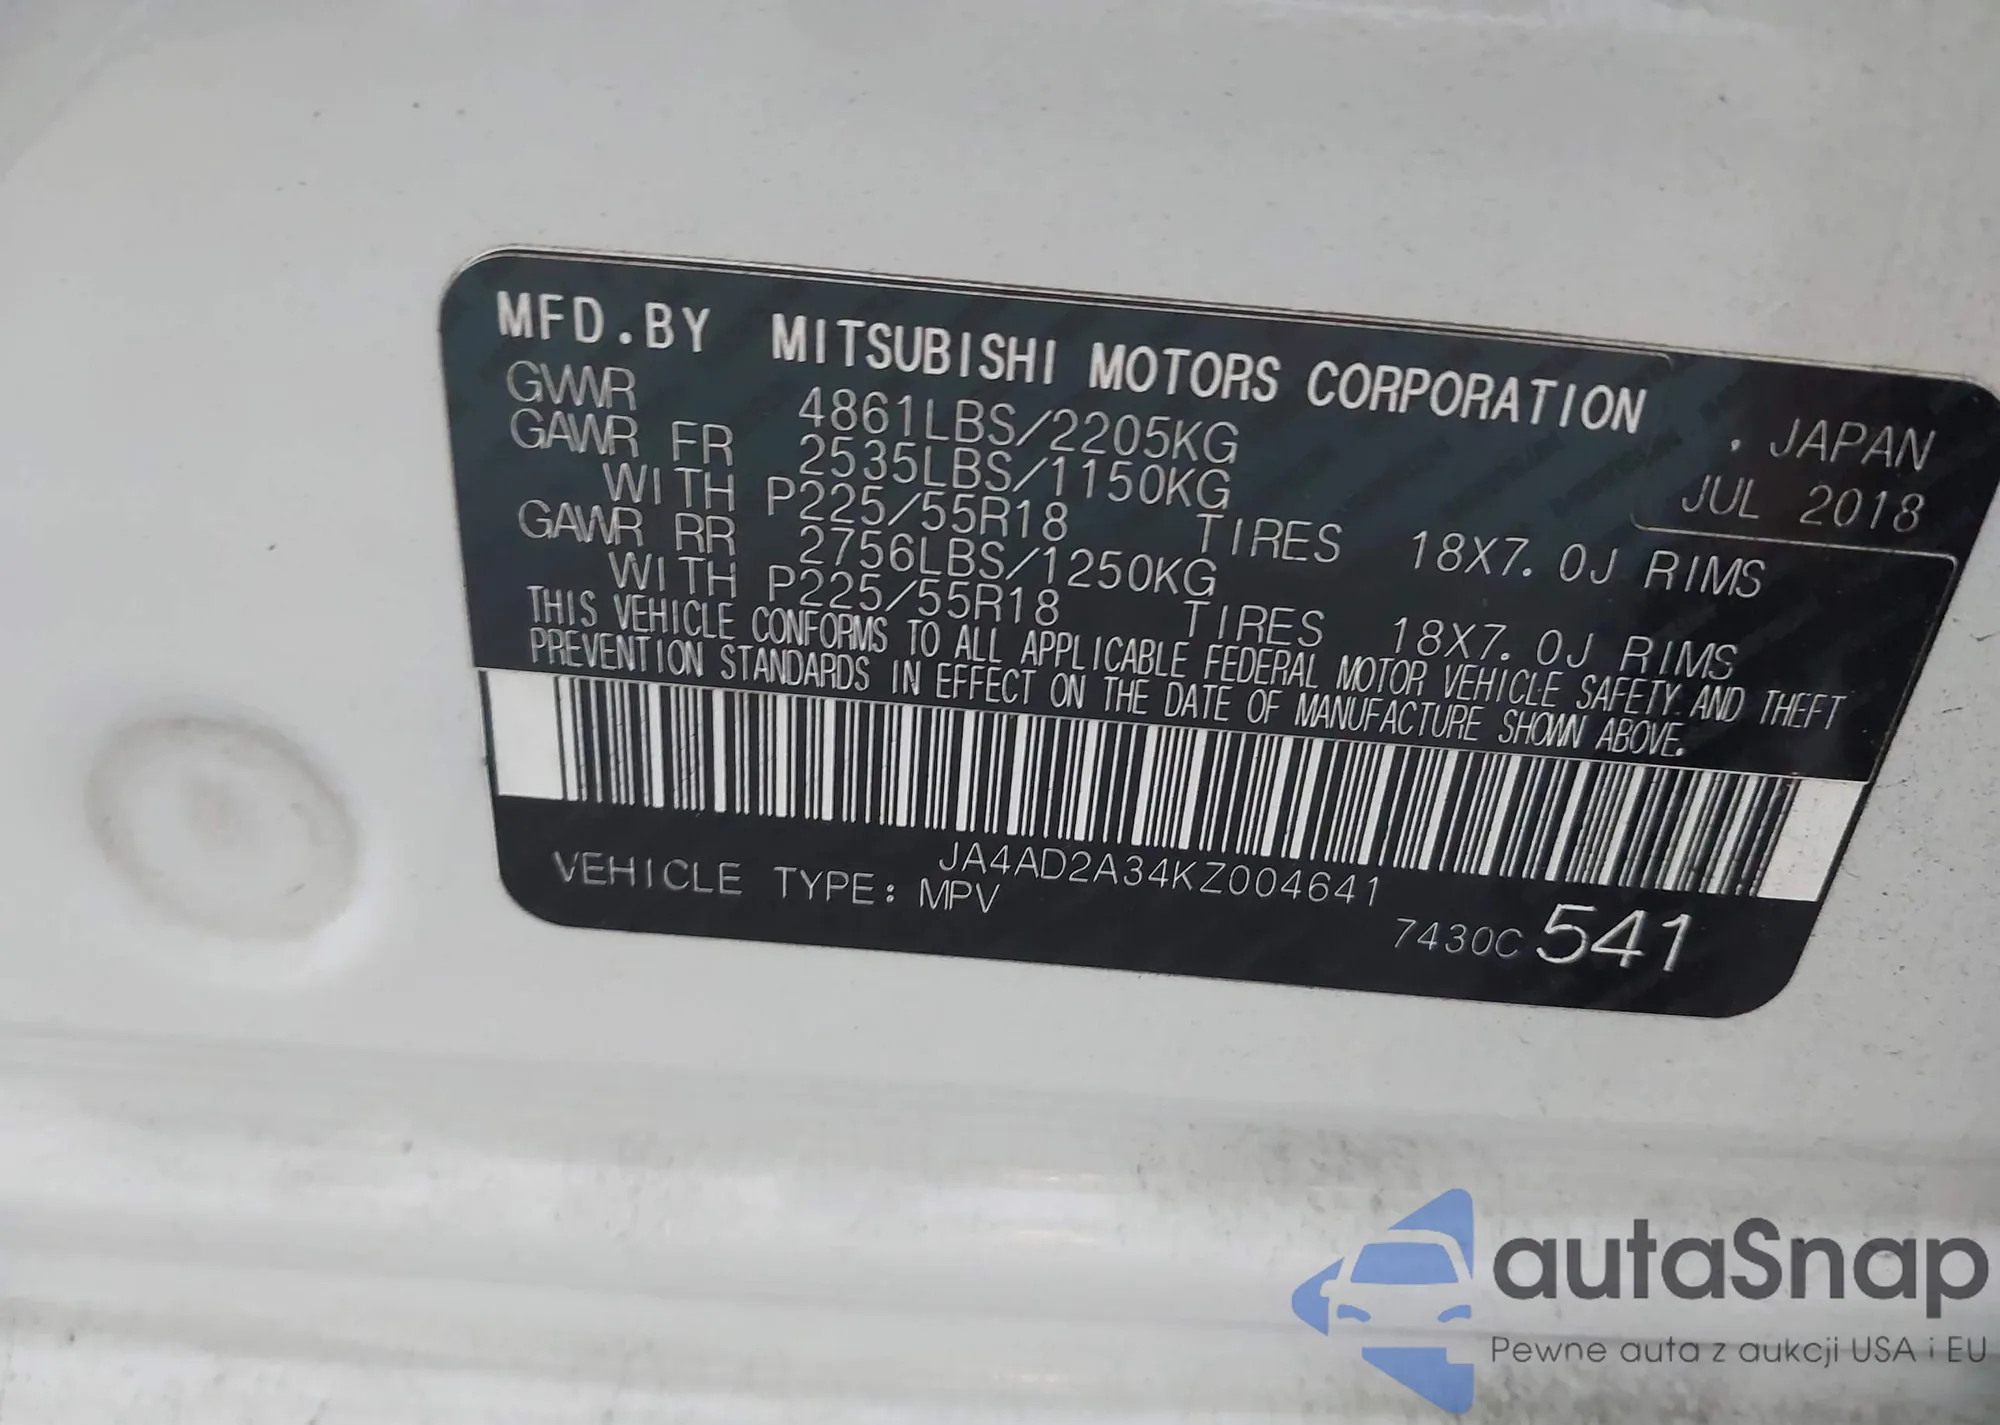 MFD.BY MITSUBISHI MOTORS CORPORATION , JAPAN
GVWR 4861LBS/2205KG JUL 2018
GAWR FR 2535LBS/1150KG
WITH P225/55R18 TIRES 18X7.0J RIMS
GAWR RR 2756LBS/1250KG
WITH P225/55R18 TIRES 18X7.0J RIMS
THIS VEHICLE CONFORMS TO ALL APPLICABLE FEDERAL MOTOR VEHICLE SAFETY AND THEFT
PREVENTION STANDARDS IN EFFECT ON THE DATE OF MANUFACTURE SHOWN ABOVE.
JA4AD2A34KZ004641
VEHICLE TYPE: MPV
7430C 541
autaSnap
Pewne auta z aukcji USA i EU